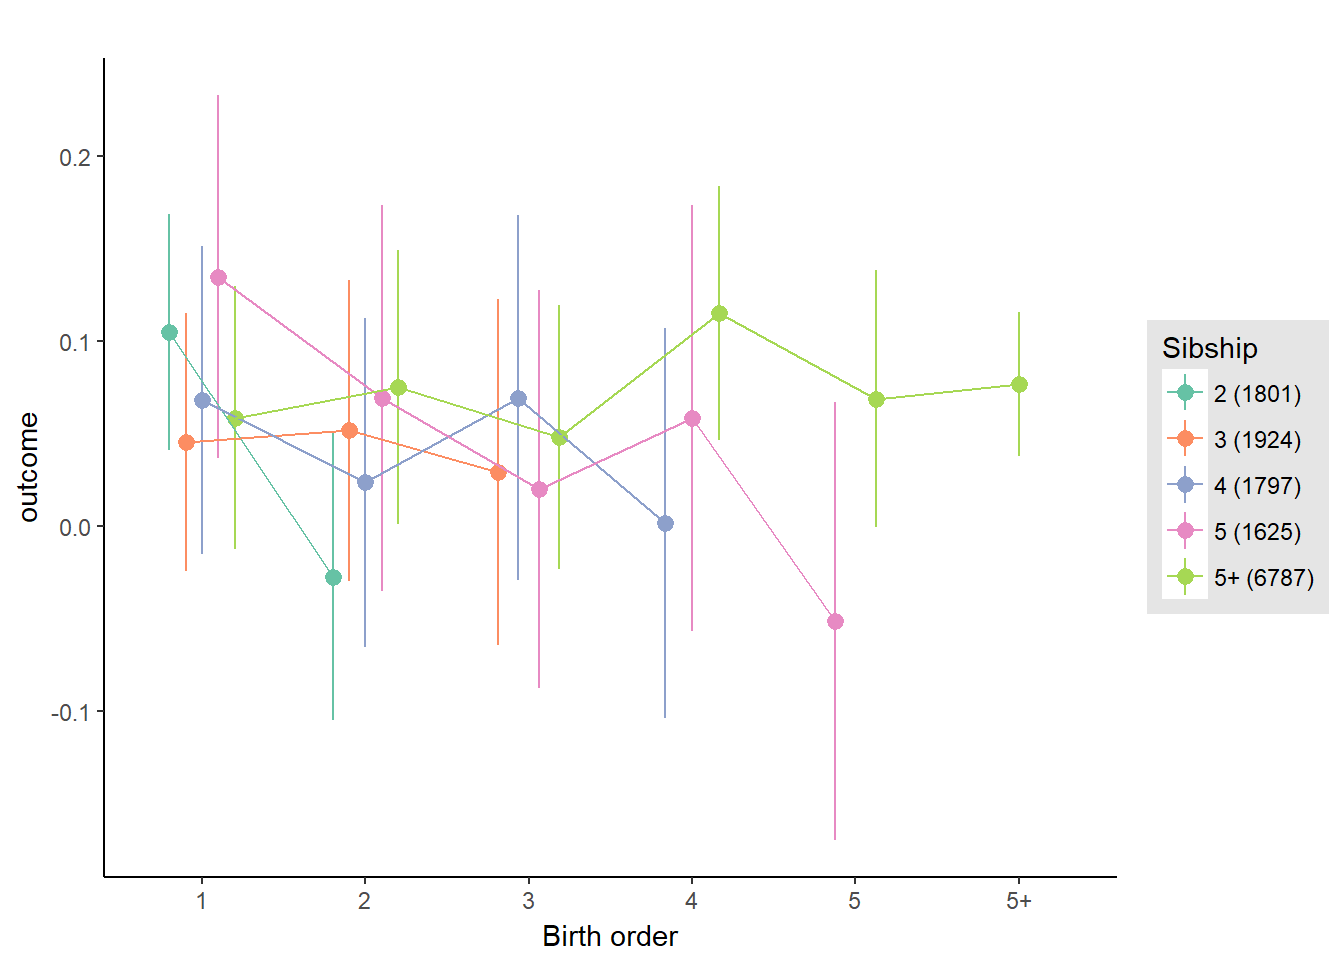 0.2
0.1
0.0
-0.1
outcome
1 2 3 4 5 5+
Birth order
Sibship
2 (1801)
3 (1924)
4 (1797)
5 (1625)
5+ (6787)